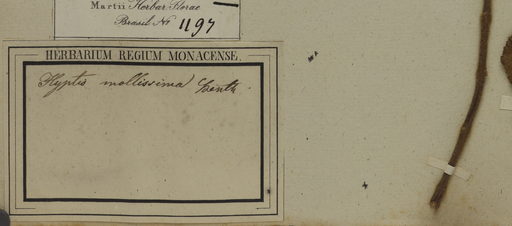 Martii Herbar. Florae
Brasil. No 1197
HERBARIUM REGIUM MONACENSE.
Hyptis mollissima Benth